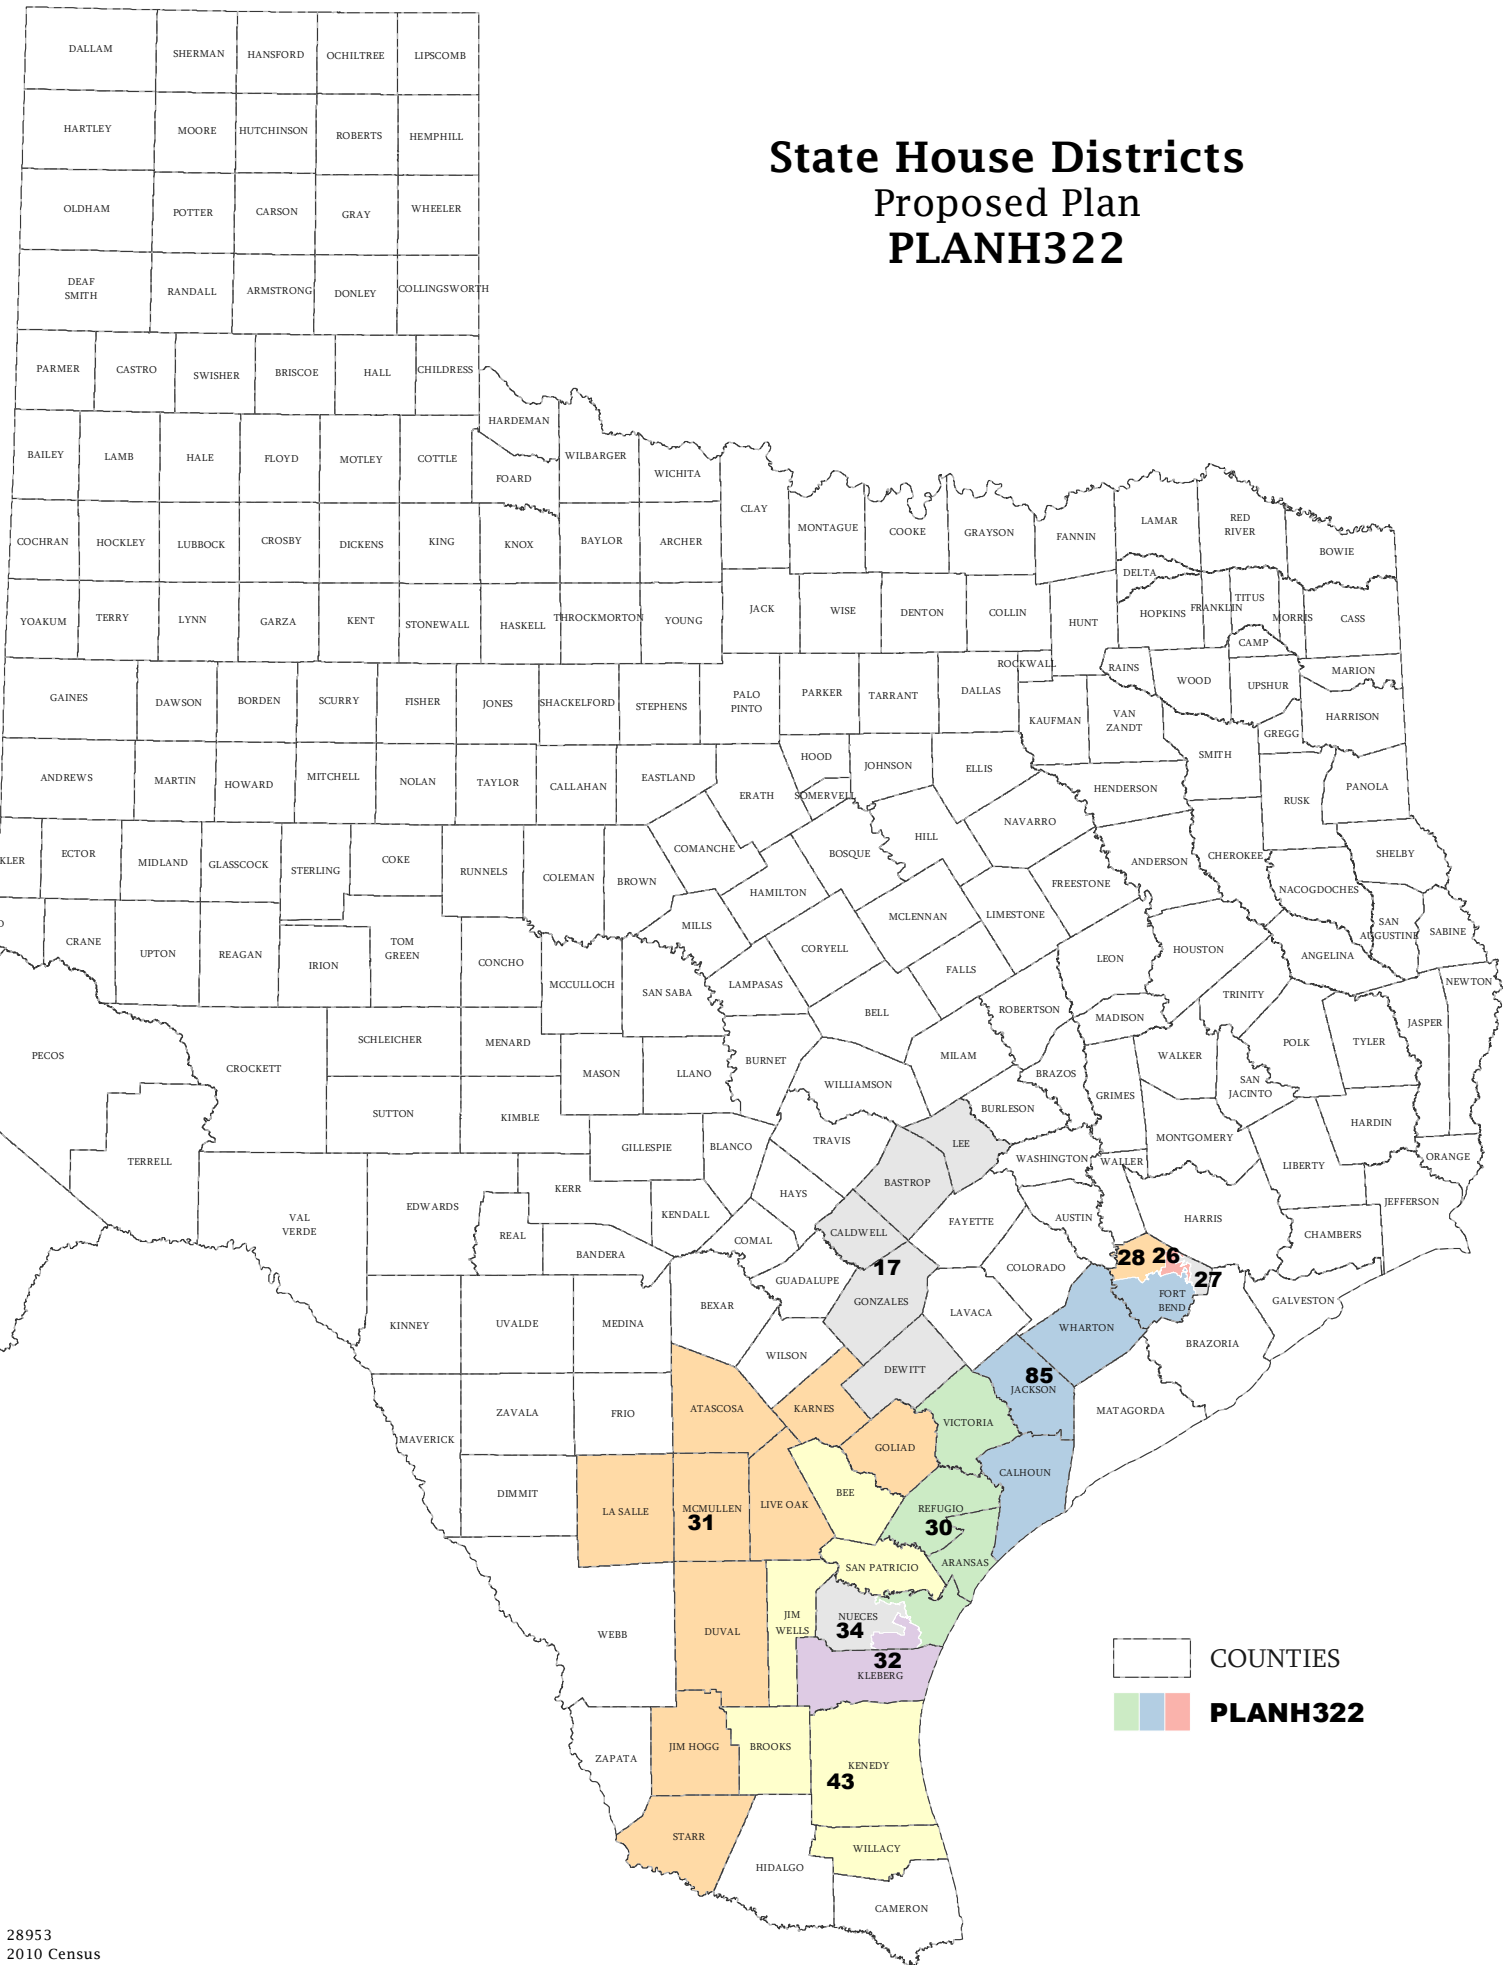 State House Districts
Proposed Plan
PLANH322
DALLAM
SHERMAN
HANSFORD
OCHILTREE
LIPSCOMB
HARTLEY
MOORE
HUTCHINSON
ROBERTS
HEMPHILL
OLDHAM
POTTER
CARSON
GRAY
WHEELER
DEAF
SMITH
RANDALL
ARMSTRONG
DONLEY
COLLINGSWORTH
PARMER
CASTRO
SWISHER
BRISCOE
HALL
CHILDRESS
HARDEMAN
BAILEY
LAMB
HALE
FLOYD
MOTLEY
COTTLE
FOARD
WILBARGER
WICHITA
CLAY
MONTAGUE
COOKE
GRAYSON
FANNIN
LAMAR
RED
RIVER
BOWIE
COCHRAN
HOCKLEY
LUBBOCK
CROSBY
DICKENS
KING
KNOX
BAYLOR
ARCHER
DELTA
YOAKUM
TERRY
LYNN
GARZA
KENT
STONEWALL
HASKELL
THROCKMORTON
YOUNG
JACK
WISE
DENTON
COLLIN
HUNT
HOPKINS
FRANKLIN
TITUS
MORRIS
CASS
CAMP
GAINES
DAWSON
BORDEN
SCURRY
FISHER
JONES
SHACKELFORD
STEPHENS
PALO
PINTO
PARKER
TARRANT
DALLAS
ROCKWALL
RAINS
WOOD
UPSHUR
MARION
KAUFMAN
VAN
ZANDT
GREGG
HARRISON
ANDREWS
MARTIN
HOWARD
MITCHELL
NOLAN
TAYLOR
CALLAHAN
EASTLAND
ERATH
HOOD
SOMERVELL
JOHNSON
ELLIS
HENDERSON
SMITH
RUSK
PANOLA
KLER
ECTOR
MIDLAND
GLASSCOCK
STERLING
COKE
RUNNELS
COLEMAN
BROWN
COMANCHE
HAMILTON
BOSQUE
HILL
NAVARRO
FREESTONE
ANDERSON
CHEROKEE
NACOGDOCHES
SHELBY
CRANE
UPTON
REAGAN
IRION
TOM
GREEN
CONCHO
MCCULLOCH
SAN SABA
MILLS
LAMPASAS
CORYELL
MCLENNAN
LIMESTONE
FALLS
LEON
HOUSTON
ANGELINA
SAN
AUGUSTINE
SABINE
NEWTON
PECOS
CROCKETT
SCHLEICHER
MENARD
MASON
LLANO
BURNET
BELL
MILAM
ROBERTSON
MADISON
TRINITY
WALKER
POLK
TYLER
JASPER
TERRELL
SUTTON
KIMBLE
GILLESPIE
BLANCO
WILLIAMSON
TRAVIS
LEE
BURLESON
BRAZOS
GRIMES
SAN
JACINTO
MONTGOMERY
HARDIN
ORANGE
VAL
VERDE
EDWARDS
KERR
REAL
BANDERA
KENDALL
HAYS
COMAL
BASTROP
CALDWELL
FAYETTE
WASHINGTON
WALLER
AUSTIN
HARRIS
LIBERTY
JEFFERSON
CHAMBERS
GALVESTON
KINNEY
UVALDE
MEDINA
BEXAR
GUADALUPE
17
GONZALES
LAVACA
COLORADO
28
26
27
FORT
BEND
WHARTON
BRAZORIA
MAVERICK
ZAVALA
FRIO
ATASCOSA
WILSON
KARNES
DEWITT
VICTORIA
85
JACKSON
MATAGORDA
DIMMIT
LA SALLE
MCMULLEN
31
LIVE OAK
BEE
GOLIAD
CALHOUN
REFUGIO
30
ARANSAS
SAN PATRICIO
WEBB
DUVAL
JIM
WELLS
NUECES
34
32
KLEBERG
ZAPATA
JIM HOGG
BROOKS
KENEDY
43
STARR
HIDALGO
WILLACY
CAMERON
COUNTIES
PLANH322
28953
2010 Census